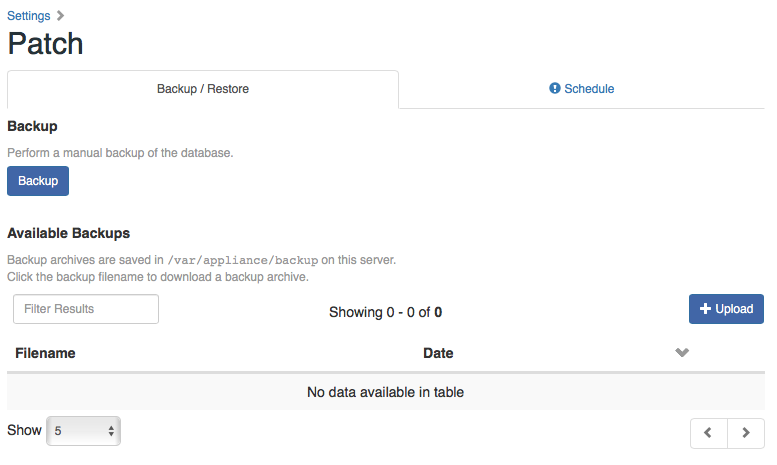 Settings
Patch
Backup / Restore
Schedule
Backup
Perform a manual backup of the database.
Backup
Available Backups
Backup archives are saved in /var/appliance/backup on this server.
Click the backup filename to download a backup archive.
Filter Results
Showing 0 - 0 of 0
Upload
Filename
Date
No data available in table
Show
5